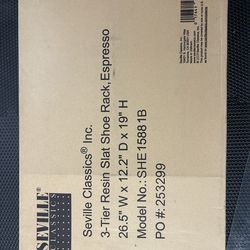 SEVILLE®
CLASSICS
Seville Classics® Inc.
3-Tier Resin Slat Shoe Rack,Espresso
26.5" W x 12.2" D x 19" H
Model No.:SHE15881B
PO #: 253299